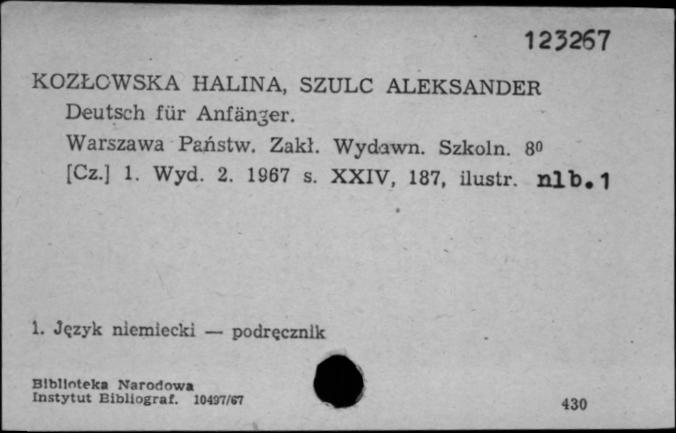 123267
KOZŁOWSKA HALINA, SZULC ALEKSANDER
Deutsch für Anfänger.
Warszawa Państw. Zakł. Wydawn. Szkoln. 8⁰
[Cz.] 1. Wyd. 2. 1967 s. XXIV, 187, ilustr. nlb. 1
1. Język niemiecki — podręcznik
Biblioteka Narodowa
Instytut Bibliograf. 10497/67
430